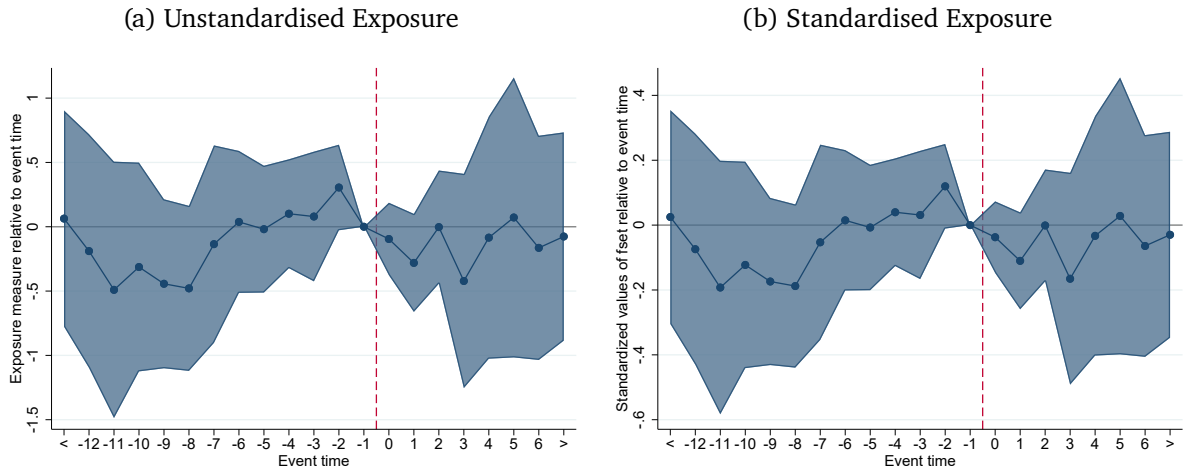 (a) Unstandardised Exposure
Exposure measure relative to event time
1
.5
0
-.5
-1
-1.5
< -12 -11 -10 -9 -8 -7 -6 -5 -4 -3 -2 -1 0 1 2 3 4 5 6 >
Event time
(b) Standardised Exposure
Standardized values of fset relative to event time
.4
.2
0
-.2
-.4
-.6
< -12 -11 -10 -9 -8 -7 -6 -5 -4 -3 -2 -1 0 1 2 3 4 5 6 >
Event time